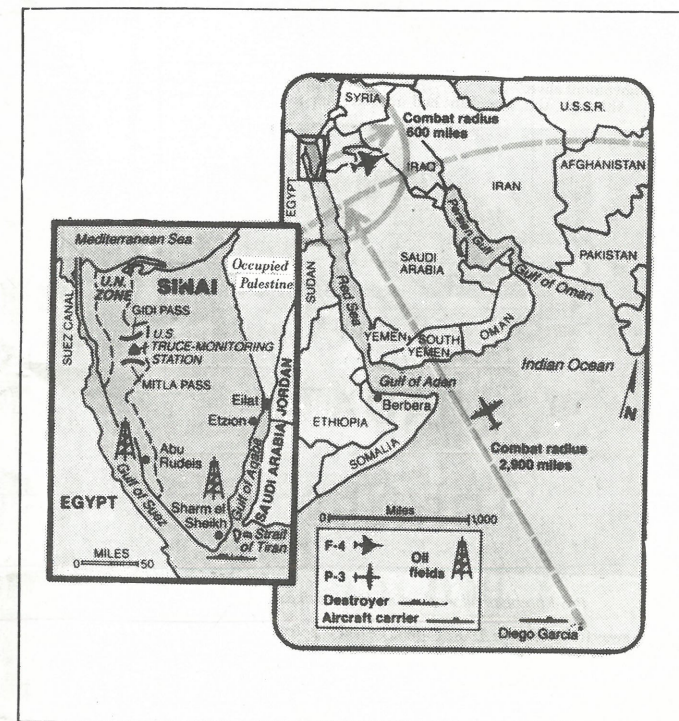 SYRIA
U.S.S.R.
Combat radius
600 miles
IRAQ
AFGHANISTAN
IRAN
EGYPT
Persian Gulf
PAKISTAN
SAUDI
ARABIA
Gulf of Oman
SUDAN
Red Sea
OMAN
YEMEN
SOUTH
YEMEN
Indian Ocean
Gulf of Aden
Berbera
N
ETHIOPIA
SOMALIA
Combat radius
2,900 miles
Miles
0 1,000
F-4
Oil
fields
P-3
Destroyer
Aircraft carrier
Diego Garcia
Mediterranean Sea
U.N.
ZONE
SINAI
Occupied
Palestine
SUEZ CANAL
GIDI PASS
U.S
TRUCE-MONITORING
STATION
MITLA PASS
Eilat
JORDAN
Etzion
Abu
Rudeis
Gulf of Aqaba
SAUDI ARABIA
Gulf of Suez
EGYPT
Sharm el
Sheikh
Strait
of Tiran
MILES
0 50